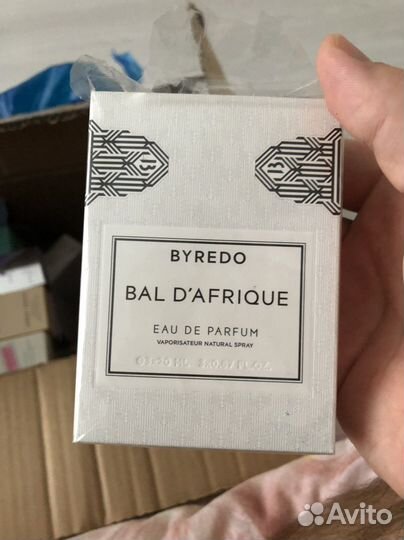 BYREDO
BAL D'AFRIQUE
EAU DE PARFUM
VAPORISATEUR NATURAL SPRAY
Avito